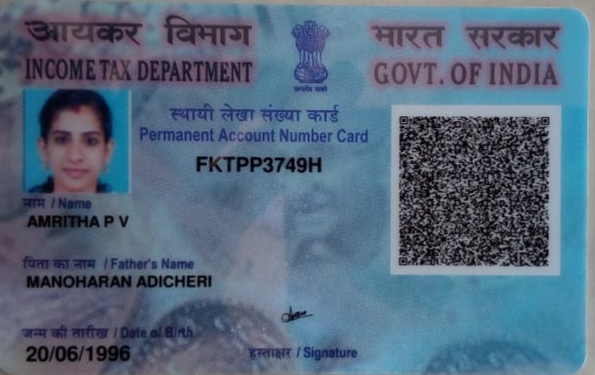 आयकर विभाग
INCOME TAX DEPARTMENT
भारत सरकार
GOVT. OF INDIA
सत्यमेव जयते
स्थायी लेखा संख्या कार्ड
Permanent Account Number Card
FKTPP3749H
नाम / Name
AMRITHA P V
पिता का नाम / Father's Name
MANOHARAN ADICHERI
जन्म की तारीख / Date of Birth
20/06/1996
हस्ताक्षर / Signature